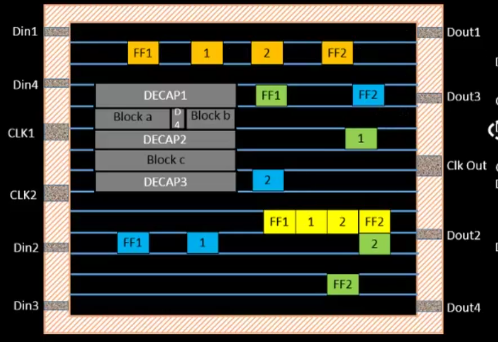 Din1
Dout1
FF1 1 2 FF2
Din4
DECAP1
FF1
FF2
Dout3
Block a
D
4
Block b
CLK1
DECAP2
1
Block c
Clk Out
DECAP3
2
CLK2
FF1 1 2 FF2
Din2
FF1
1
2
Dout2
FF2
Din3
Dout4